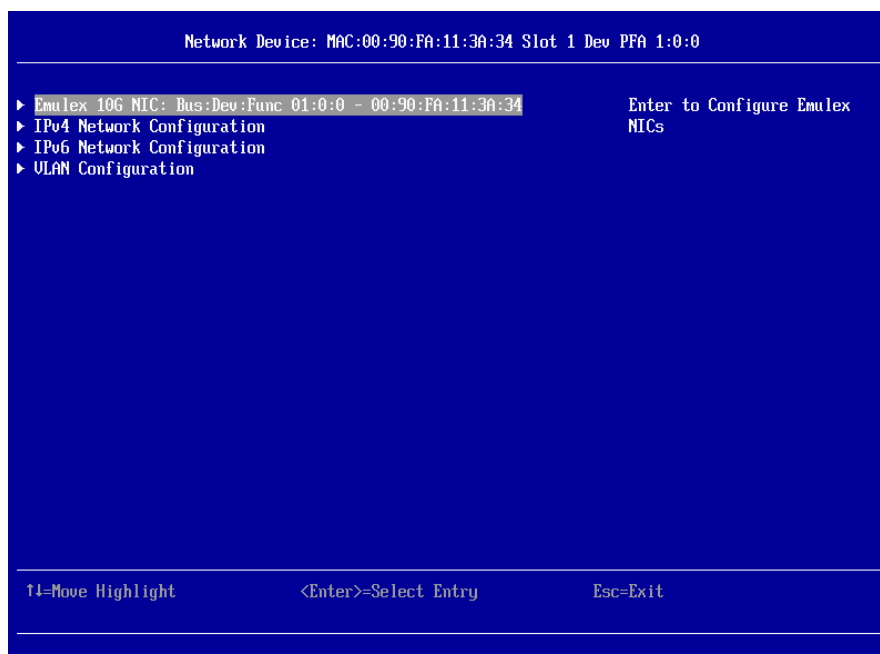 Network Device: MAC:00:90:FA:11:3A:34 Slot 1 Dev PFA 1:0:0
Emulex 10G NIC: Bus:Dev:Func 01:0:0 - 00:90:FA:11:3A:34
IPv4 Network Configuration
IPv6 Network Configuration
VLAN Configuration
Enter to Configure Emulex
NICs
↑↓=Move Highlight <Enter>=Select Entry Esc=Exit